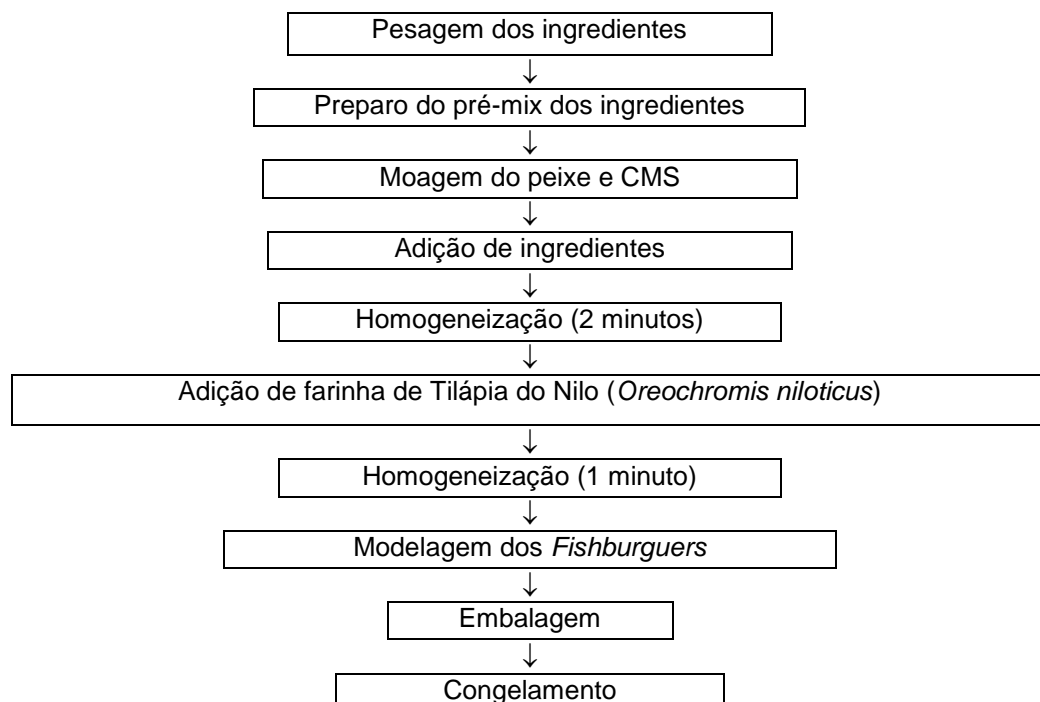 Pesagem dos ingredientes
↓
Preparo do pré-mix dos ingredientes
↓
Moagem do peixe e CMS
↓
Adição de ingredientes
↓
Homogeneização (2 minutos)
↓
Adição de farinha de Tilápia do Nilo (Oreochromis niloticus)
↓
Homogeneização (1 minuto)
↓
Modelagem dos Fishburguers
↓
Embalagem
↓
Congelamento